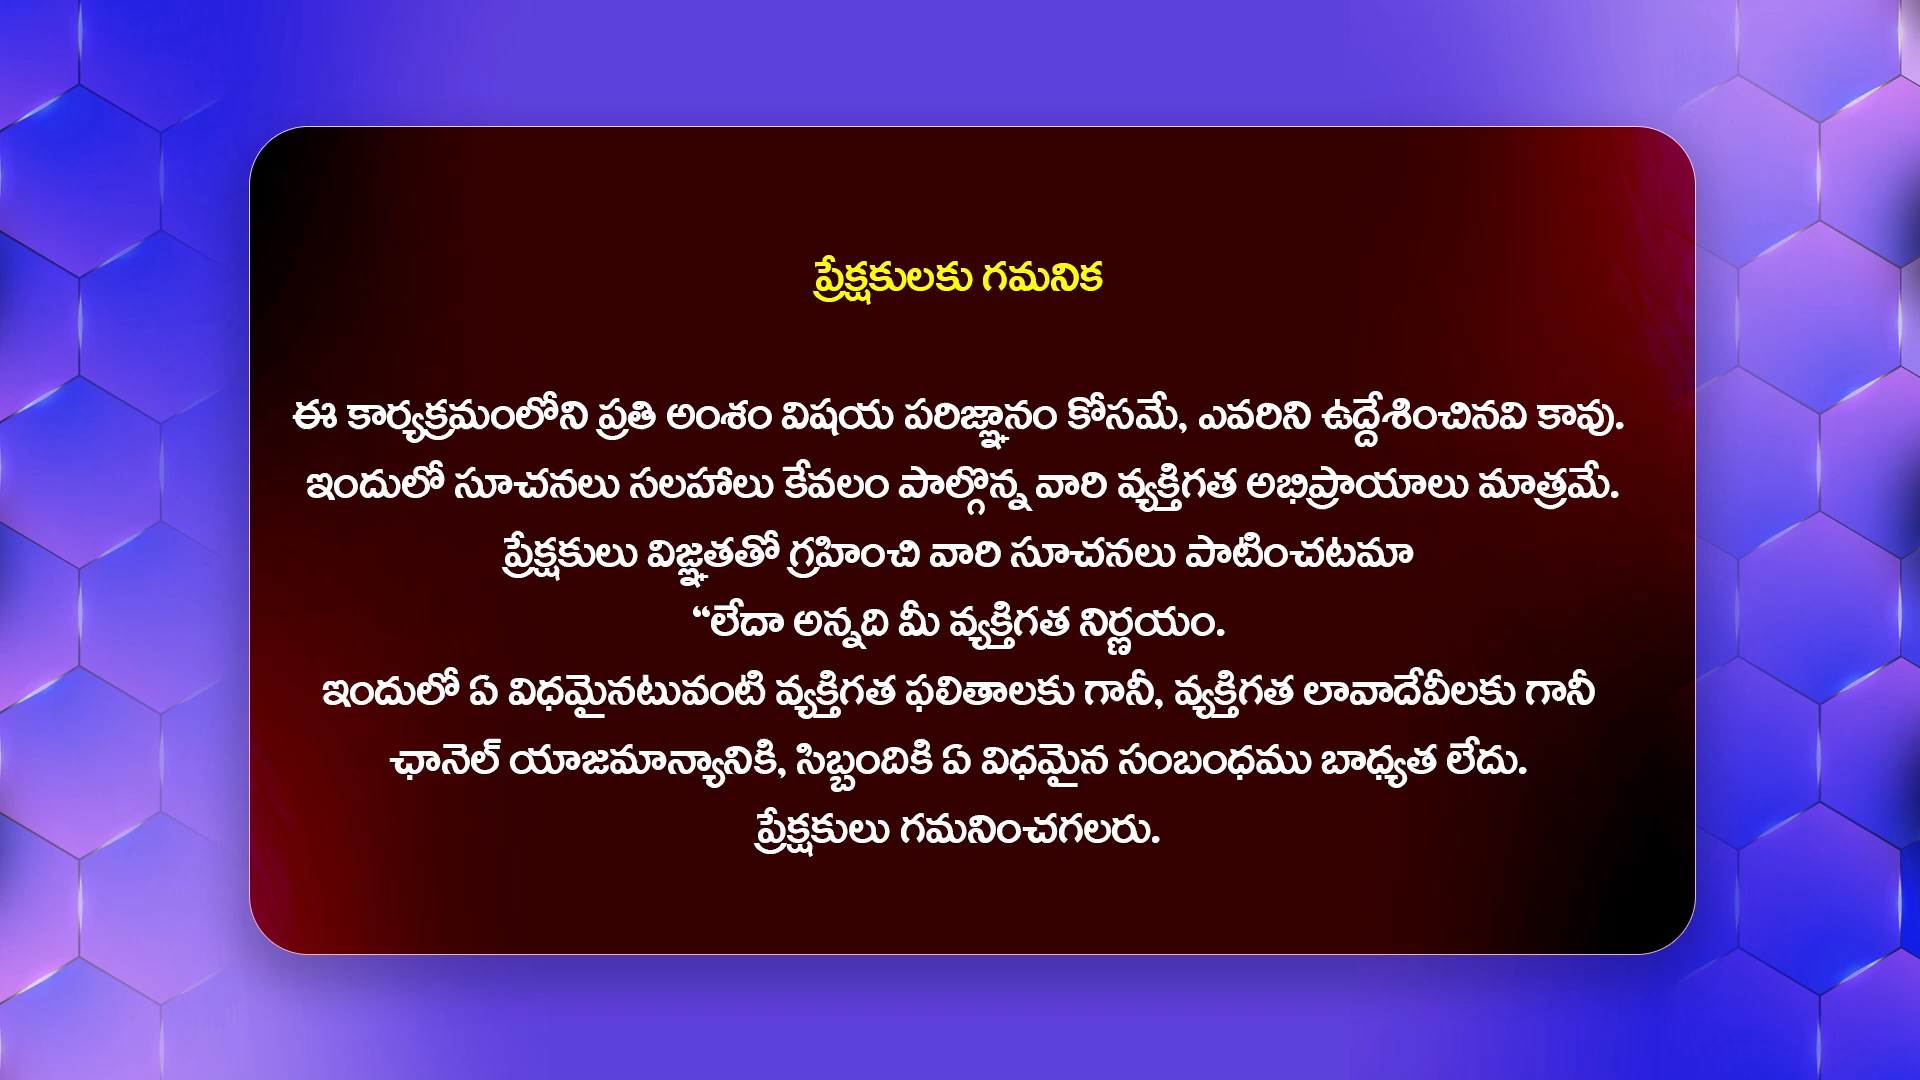 ప్రేక్షకులకు గమనిక
ఈ కార్యక్రమంలోని ప్రతి అంశం విషయ పరిజ్ఞానం కోసమే, ఎవరిని ఉద్దేశించినవి కావు.
ఇందులో సూచనలు సలహాలు కేవలం పాల్గొన్న వారి వ్యక్తిగత అభిప్రాయాలు మాత్రమే.
ప్రేక్షకులు విజ్ఞతతో గ్రహించి వారి సూచనలు పాటించటమా
“లేదా అన్నది మీ వ్యక్తిగత నిర్ణయం.
ఇందులో ఏ విధమైనటువంటి వ్యక్తిగత ఫలితాలకు గానీ, వ్యక్తిగత లావాదేవీలకు గానీ
ఛానెల్ యాజమాన్యానికి, సిబ్బందికి ఏ విధమైన సంబంధము బాధ్యత లేదు.
ప్రేక్షకులు గమనించగలరు.